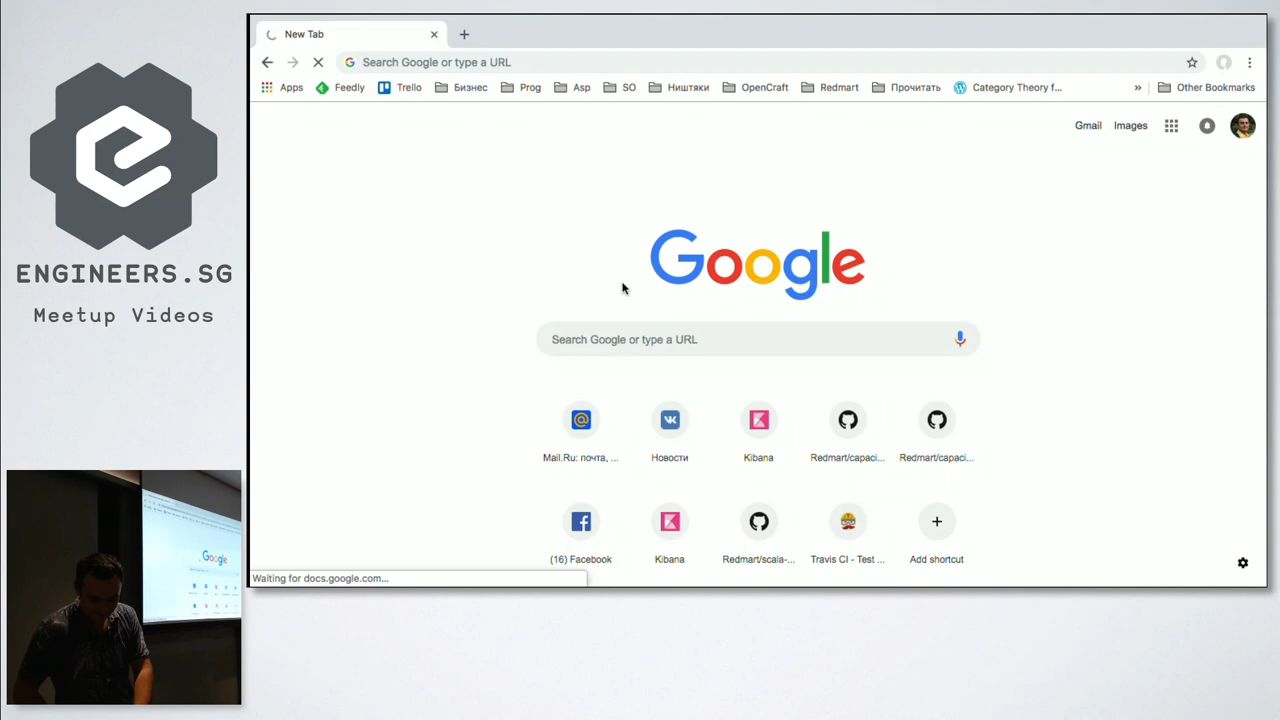 New Tab
Search Google or type a URL
Apps Feedly Trello Бизнес Prog Asp SO Ништяки OpenCraft Redmart Прочитать Category Theory f... » Other Bookmarks
Gmail Images
Google
Search Google or type a URL
Mail.Ru: почта, ... Новости Kibana Redmart/capaci... Redmart/capaci...
(16) Facebook Kibana Redmart/scala-... Travis CI - Test ... Add shortcut
Waiting for docs.google.com...
ENGINEERS.SG
Meetup Videos
Google